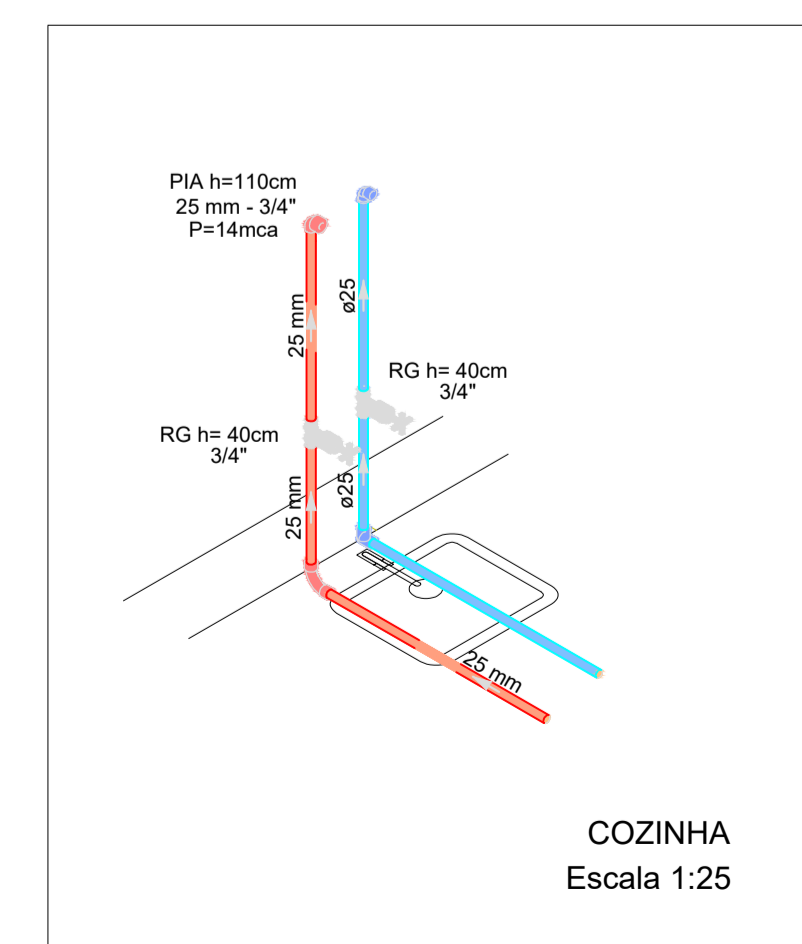 PIA h=110cm
25 mm - 3/4"
P=14mca
ø25
25 mm
RG h= 40cm
3/4"
RG h= 40cm
3/4"
ø25
25 mm
25 mm
COZINHA
Escala 1:25